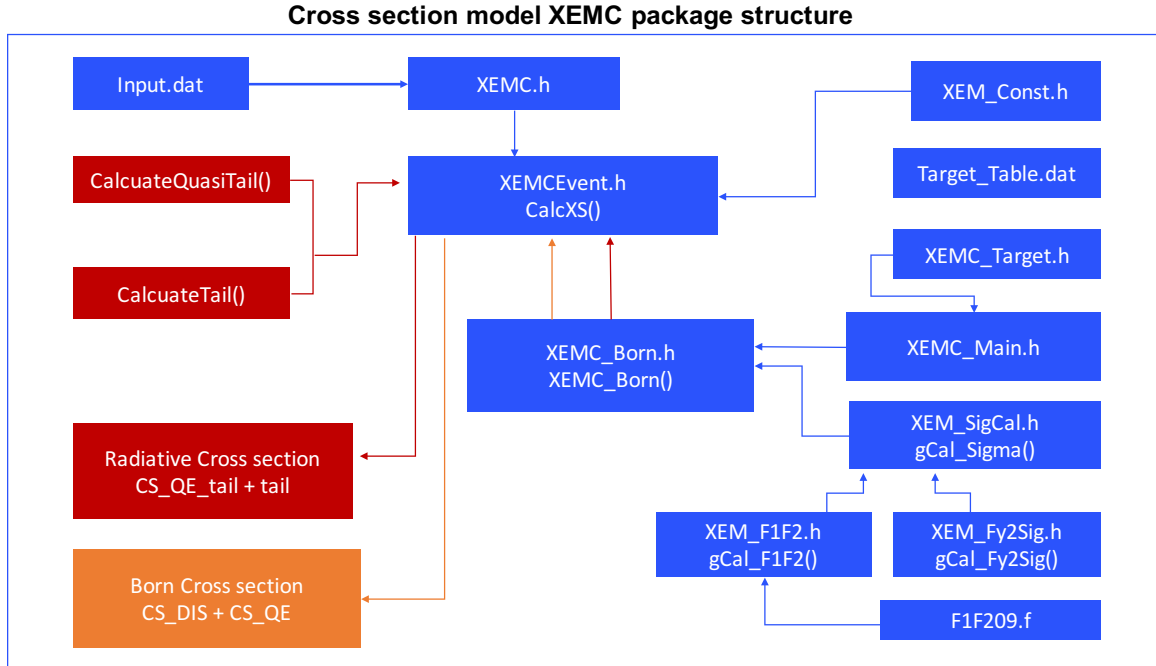 Cross section model XEMC package structure
Input.dat
XEMC.h
XEM_Const.h
CalcuateQuasiTail()
XEMCEvent.h
CalcXS()
Target_Table.dat
XEMC_Target.h
CalcuateTail()
XEMC_Born.h
XEMC_Born()
XEMC_Main.h
XEM_SigCal.h
gCal_Sigma()
Radiative Cross section
CS_QE_tail + tail
XEM_F1F2.h
gCal_F1F2()
XEM_Fy2Sig.h
gCal_Fy2Sig()
Born Cross section
CS_DIS + CS_QE
F1F209.f